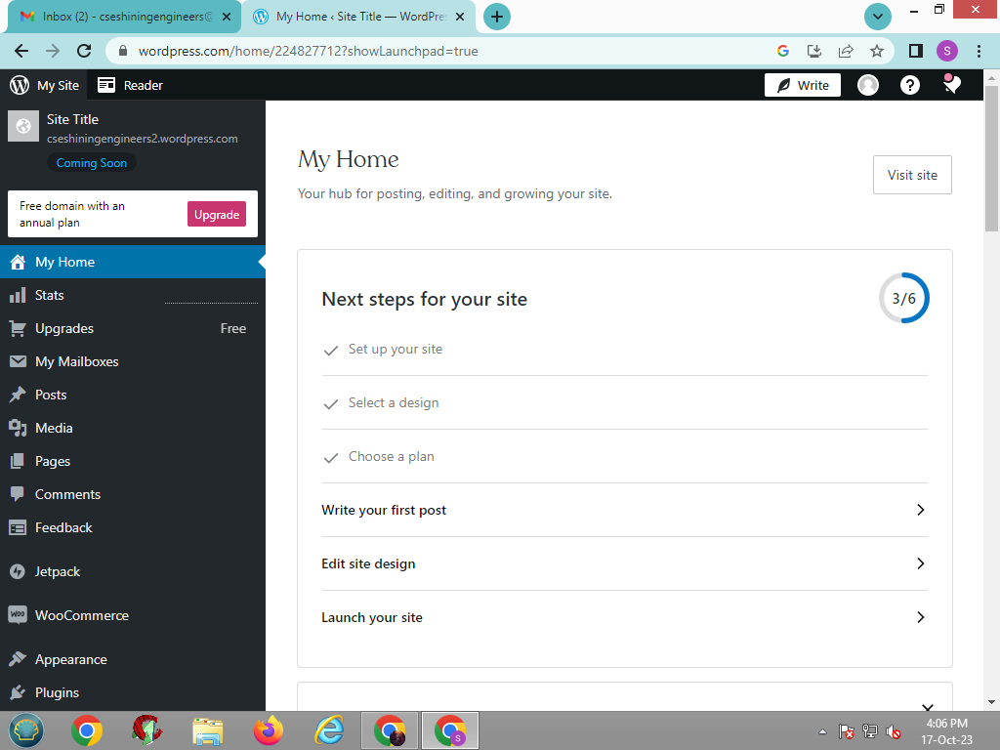 Inbox (2) - cseshiningengineers@
My Home ‹ Site Title — WordPre
wordpress.com/home/224827712?showLaunchpad=true
S
My Site
Reader
Write
Site Title
cseshiningengineers2.wordpress.com
Coming Soon
Free domain with an
annual plan
Upgrade
My Home
Stats
Upgrades
Free
My Mailboxes
Posts
Media
Pages
Comments
Feedback
Jetpack
WooCommerce
Appearance
Plugins
My Home
Your hub for posting, editing, and growing your site.
Visit site
Next steps for your site
3/6
Set up your site
Select a design
Choose a plan
Write your first post
Edit site design
Launch your site
4:06 PM
17-Oct-23